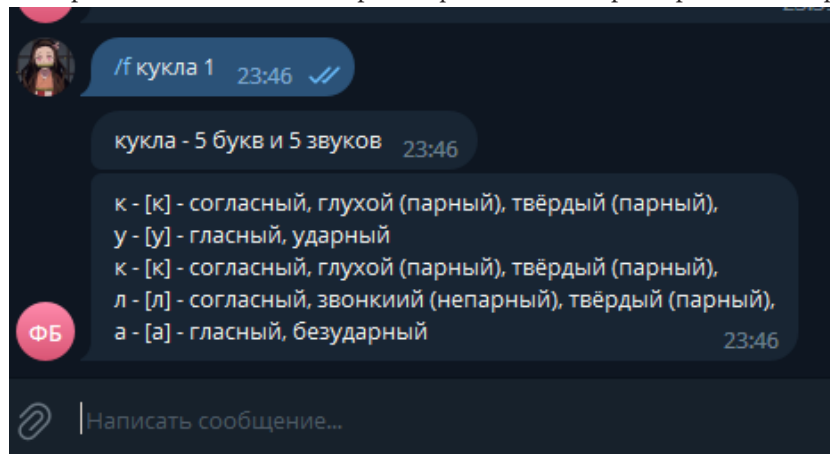 /f кукла 1 23:46
кукла - 5 букв и 5 звуков 23:46
к - [к] - согласный, глухой (парный), твёрдый (парный),
у - [у] - гласный, ударный
к - [к] - согласный, глухой (парный), твёрдый (парный),
л - [л] - согласный, звонкиий (непарный), твёрдый (парный),
а - [а] - гласный, безударный
ФБ
23:46
Написать сообщение...